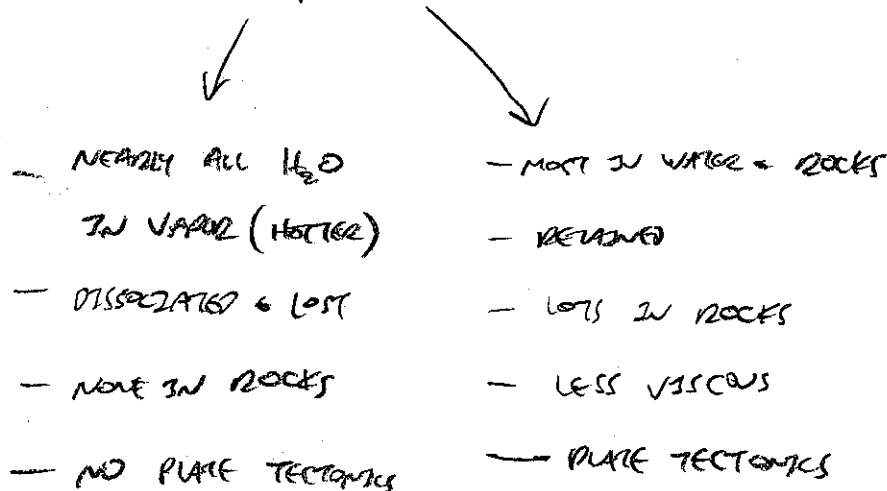 — NEARLY ALL H₂O
IN VAPOR (HOTTER)
— DISSOCIATED & LOST
— NONE IN ROCKS
— NO PLATE TECTONICS
— MOST IN WATER & ROCKS
— RETAINED
— LOTS IN ROCKS
— LESS VISCOUS
— PLATE TECTONICS